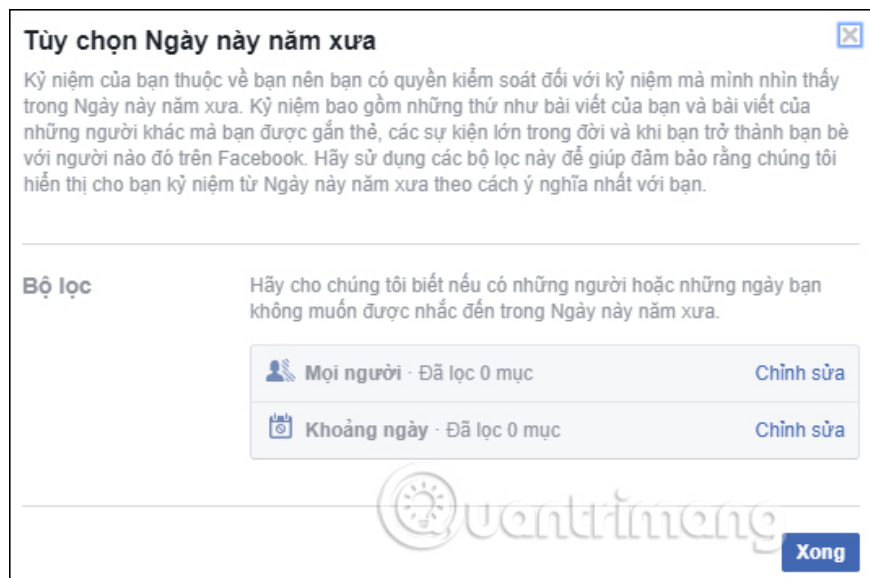 Tùy chọn Ngày này năm xưa
Kỷ niệm của bạn thuộc về bạn nên bạn có quyền kiểm soát đối với kỷ niệm mà mình nhìn thấy
trong Ngày này năm xưa. Kỷ niệm bao gồm những thứ như bài viết của bạn và bài viết của
những người khác mà bạn được gắn thẻ, các sự kiện lớn trong đời và khi bạn trở thành bạn bè
với người nào đó trên Facebook. Hãy sử dụng các bộ lọc này để giúp đảm bảo rằng chúng tôi
hiển thị cho bạn kỷ niệm từ Ngày này năm xưa theo cách ý nghĩa nhất với bạn.
Bộ lọc
Hãy cho chúng tôi biết nếu có những người hoặc những ngày bạn
không muốn được nhắc đến trong Ngày này năm xưa.
Mọi người · Đã lọc 0 mục Chỉnh sửa
Khoảng ngày · Đã lọc 0 mục Chỉnh sửa
Quantrimang
Xong